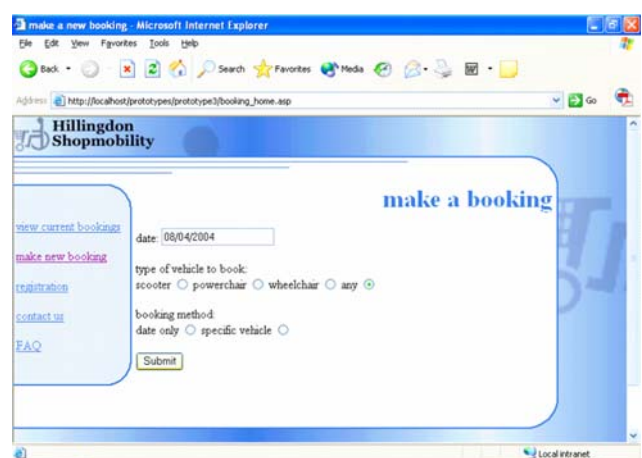 make a new booking - Microsoft Internet Explorer
File Edit View Favorites Tools Help
Back Search Favorites Media
Address http://localhost/prototypes/prototype3/booking_home.asp Go
Hillingdon
Shopmobility
make a booking
view current bookings
make new booking
registration
contact us
FAQ
date: 08/04/2004
type of vehicle to book:
scooter powerchair wheelchair any
booking method:
date only specific vehicle
Submit
Local intranet